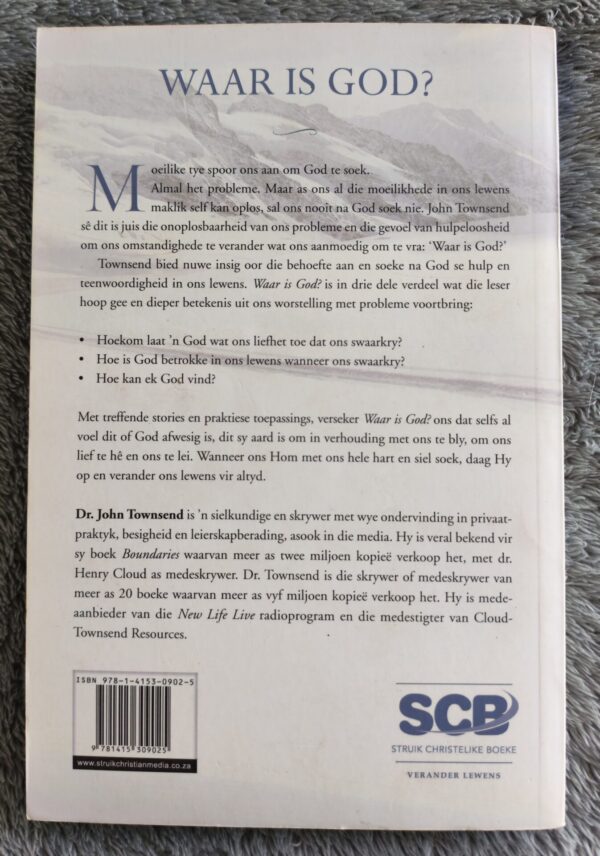 WAAR IS GOD?
Moeilike tye spoor ons aan om God te soek.
Almal het probleme. Maar as ons al die moeilikhede in ons lewens
maklik self kan oplos, sal ons nooit na God soek nie. John Townsend
sê dit is juis die onoplosbaarheid van ons probleme en die gevoel van hulpeloosheid
om ons omstandighede te verander wat ons aanmoedig om te vra: ‘Waar is God?’
Townsend bied nuwe insig oor die behoefte aan en soeke na God se hulp en
teenwoordigheid in ons lewens. Waar is God? is in drie dele verdeel wat die leser
hoop gee en dieper betekenis uit ons worstelling met probleme voortbring:
• Hoekom laat ’n God wat ons liefhet toe dat ons swaarkry?
• Hoe is God betrokke in ons lewens wanneer ons swaarkry?
• Hoe kan ek God vind?
Met treffende stories en praktiese toepassings, verseker Waar is God? ons dat selfs al
voel dit of God afwesig is, dit sy aard is om in verhouding met ons te bly, om ons
lief te hê en ons te lei. Wanneer ons Hom met ons hele hart en siel soek, daag Hy
op en verander ons lewens vir altyd.
Dr. John Townsend is ’n sielkundige en skrywer met wye ondervinding in privaat-
praktyk, besigheid en leierskapberading, asook in die media. Hy is veral bekend vir
sy boek Boundaries waarvan meer as twee miljoen kopieë verkoop het, met dr.
Henry Cloud as medeskrywer. Dr. Townsend is die skrywer of medeskrywer van
meer as 20 boeke waarvan meer as vyf miljoen kopieë verkoop het. Hy is mede-
aanbieder van die New Life Live radioprogram en die medestigter van Cloud-
Townsend Resources.
ISBN 978-1-4153-0902-5
9 781415 309025
www.struikchristianmedia.co.za
SCB
STRUIK CHRISTELIKE BOEKE
VERANDER LEWENS